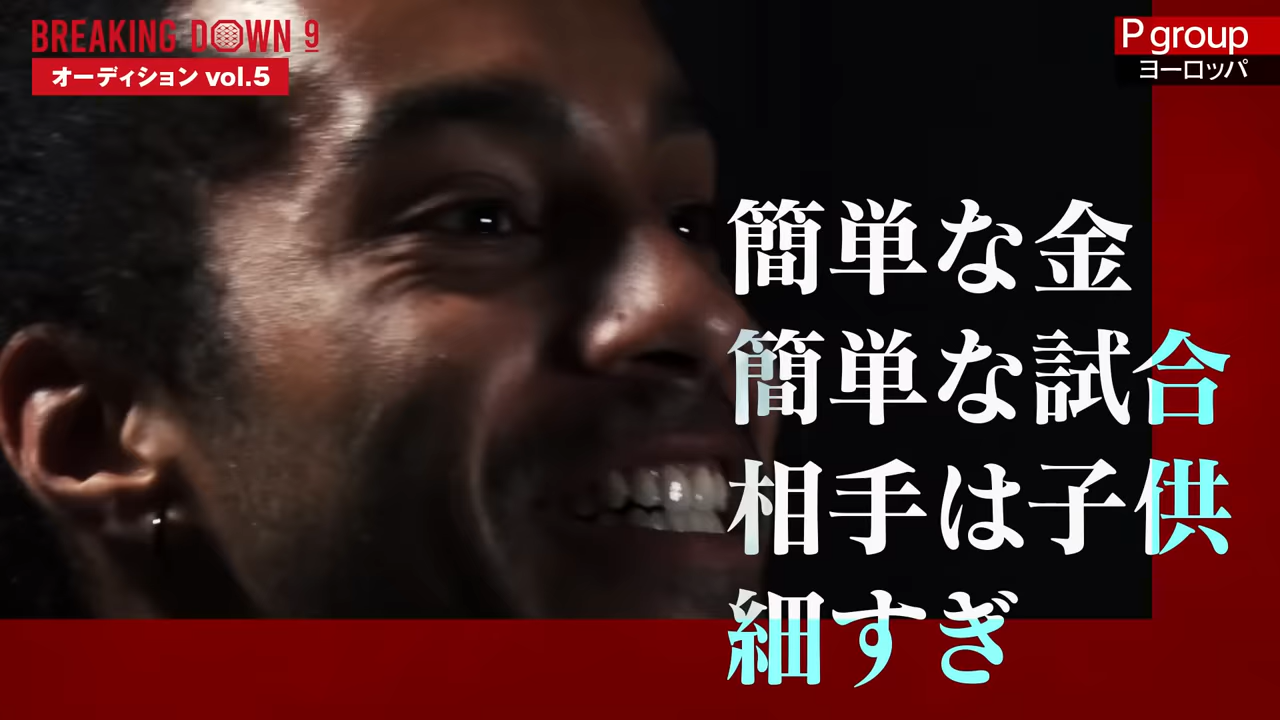 BREAKING DOWN 9
オーディション vol.5
P group
ヨーロッパ
簡単な金
簡単な試合
相手は子供
細すぎ